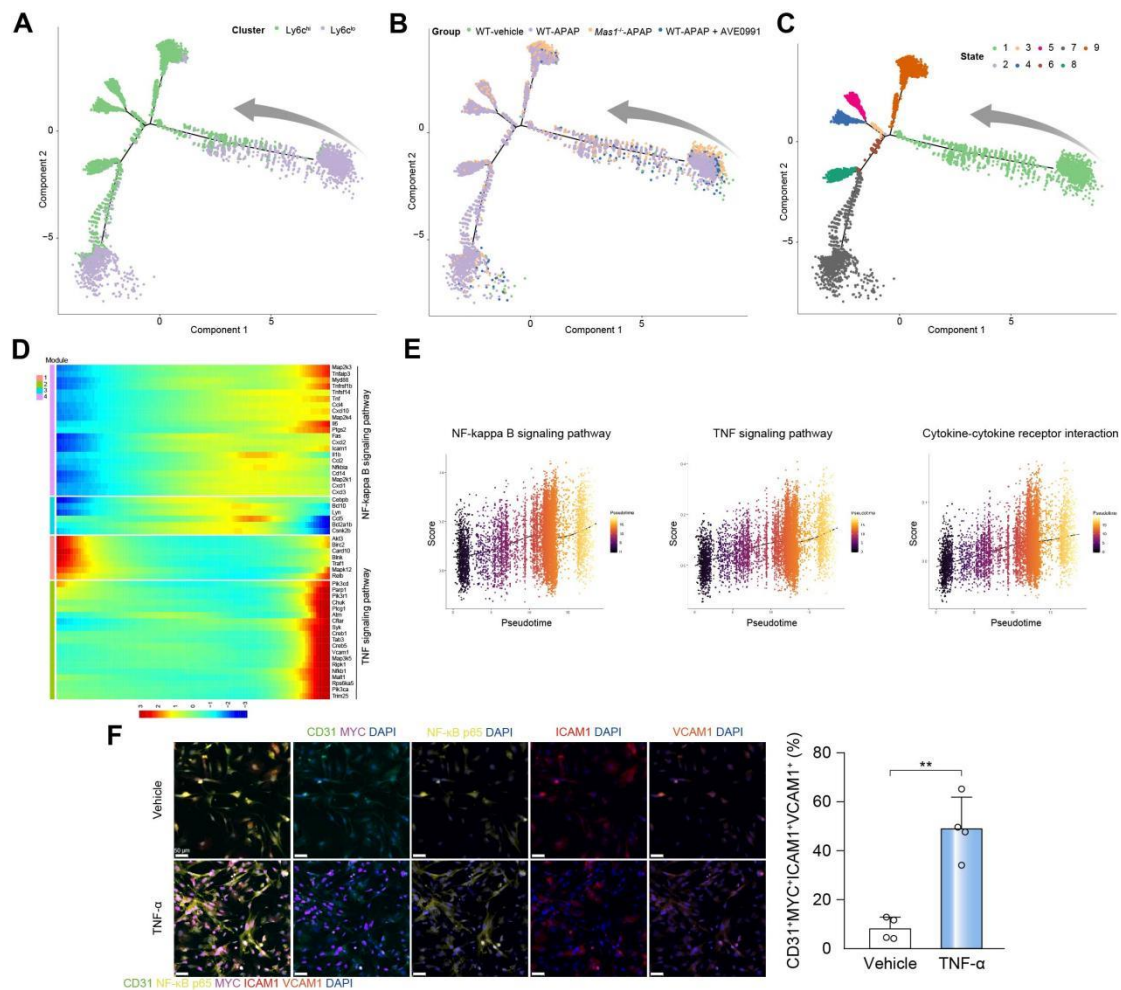 A
Cluster Ly6cʰⁱ Ly6cˡᵒ
0
−5
Component 2
0 5
Component 1
B
Group WT-vehicle WT-APAP Mas1⁻/⁻-APAP WT-APAP + AVE0991
0
−5
Component 2
0 5
Component 1
C
State
1 3 5 7 9
2 4 6 8
0
−5
Component 2
0 5
Component 1
D
Module
1
2
3
4
Map2k3
Tnfaip3
Myd88
Tnfrsf1b
Tnfsf14
Tnf
Ccl4
Cxcl10
Map2k4
Il6
Ptgs2
Fas
Cxcl2
Icam1
Il1b
Ccl2
Nfkbia
Cd14
Map2k1
Cxcl1
Cxcl3
Cebpb
Bcl10
Lyn
Ccl5
Bcl2a1b
Csnk2b
Akt3
Birc2
Card10
Blnk
Traf1
Mapk12
Relb
Pik3cd
Parp1
Pik3r1
Chuk
Plcg1
Atm
Cflar
Syk
Creb1
Tab3
Creb5
Vcam1
Map3k5
Ripk1
Nfkb1
Malt1
Rps6ka5
Pik3ca
Trim25
NF-kappa B signaling pathway
TNF signaling pathway
3 2 1 0 −1 −2 −3
E
NF-kappa B signaling pathway
Score
Pseudotime
Pseudotime
TNF signaling pathway
Score
Pseudotime
Pseudotime
Cytokine-cytokine receptor interaction
Score
Pseudotime
Pseudotime
F
CD31 MYC DAPI
NF-κB p65 DAPI
ICAM1 DAPI
VCAM1 DAPI
Vehicle
50 μm
TNF-α
CD31 NF-κB p65 MYC ICAM1 VCAM1 DAPI
CD31⁺MYC⁺ICAM1⁺VCAM1⁺ (%)
80
60
40
20
0
**
Vehicle TNF-α